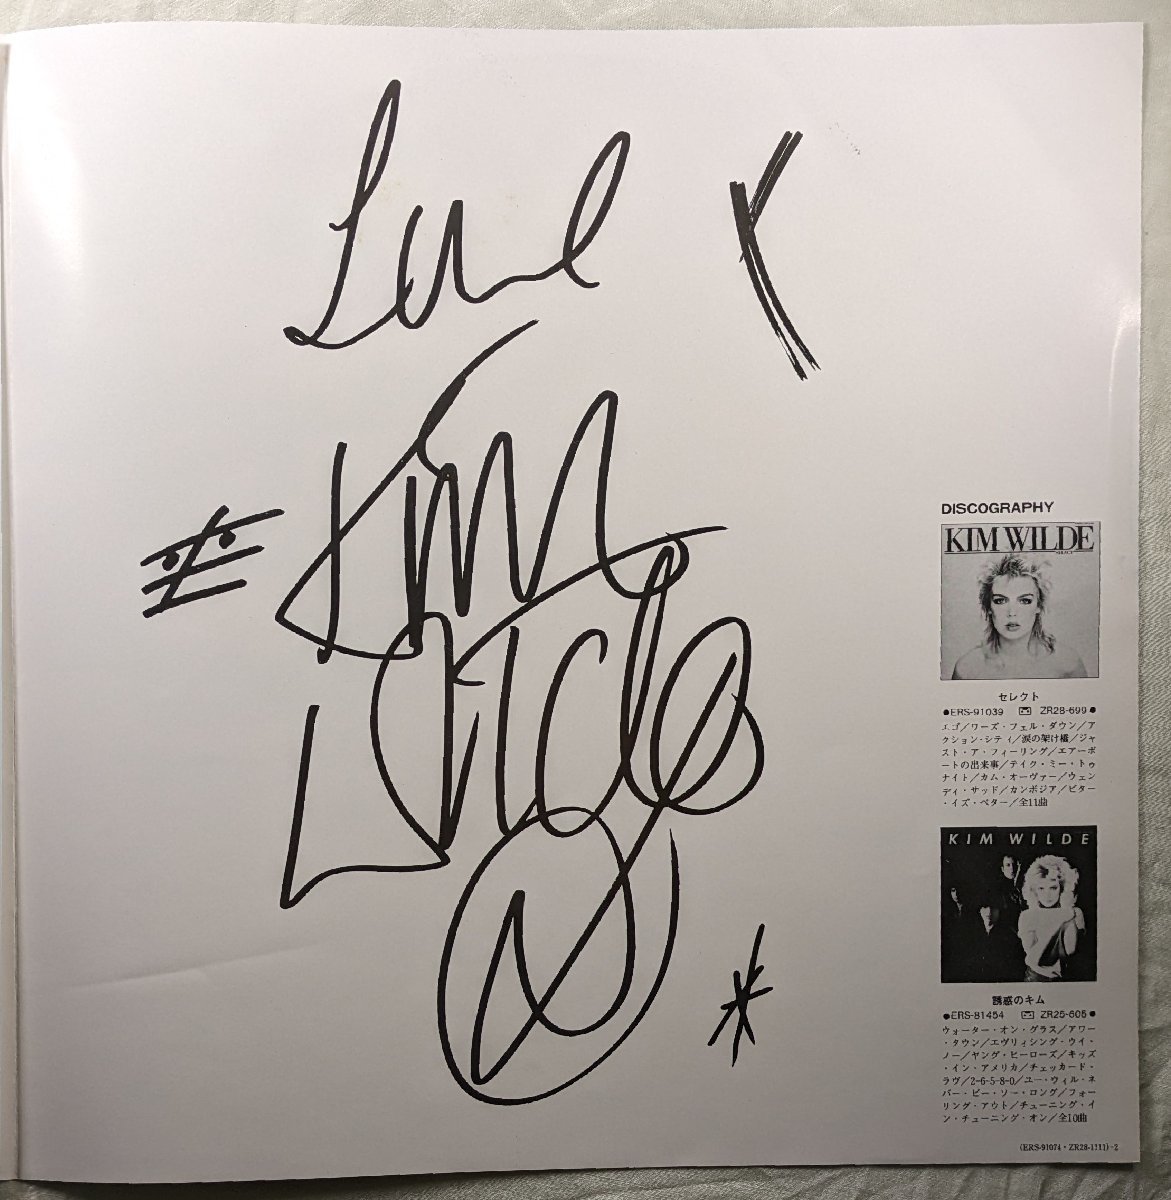 Love
Kim
Wilde
DISCOGRAPHY
KIM WILDE
SELECT
セレクト
●ERS-91039 ZR28-699●
エゴ／ワーズ・フェル・ダウン／ア
クション・シティ／涙の架け橋／ジャ
スト・ア・フィーリング／エアーポ
ートの出来事／テイク・ミー・トゥ
ナイト／カム・オーヴァー／ウェン
ディ・サッド／カンボジア／ビター
・イズ・ベター／全11曲
KIM WILDE
誘惑のキム
●ERS-81454 ZR25-605●
ウォーター・オン・グラス／アワー
・タウン／エヴリィシング・ウイ・
ノー／ヤング・ヒーローズ／キッズ
・イン・アメリカ／チェッカード・
ラヴ／2-6-5-8-0／ユー・ウィル・ネ
バー・ビー・ソー・ロング／フォー
リング・アウト／チューニング・イ
ン・チューニング・オン／全10曲
(ERS-91074・ZR28-1111)-2